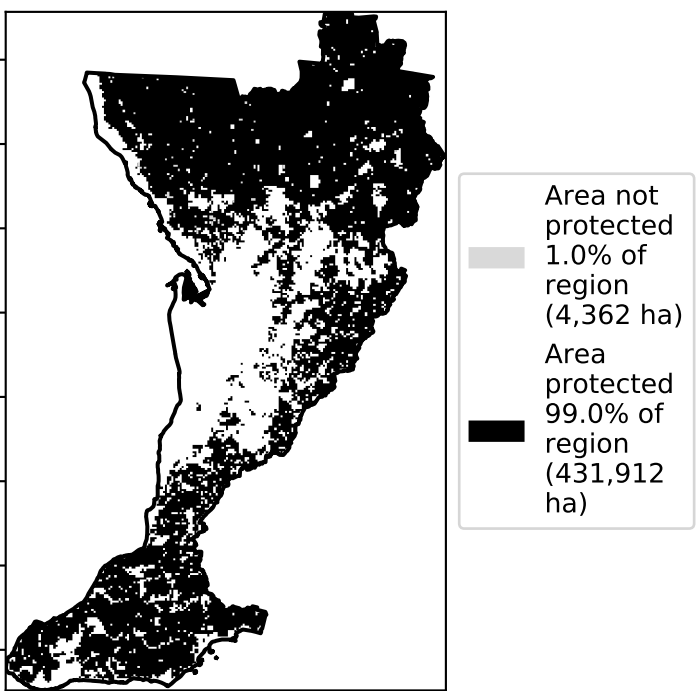 Area not
protected
1.0% of
region
(4,362 ha)
Area
protected
99.0% of
region
(431,912
ha)